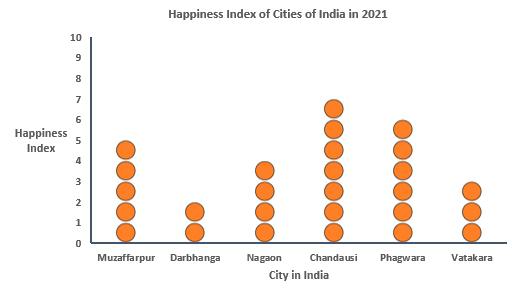 Happiness Index of Cities of India in 2021
10
9
8
7
6
5
4
3
2
1
0
Happiness
Index
Muzaffarpur Darbhanga Nagaon Chandausi Phagwara Vatakara
City in India